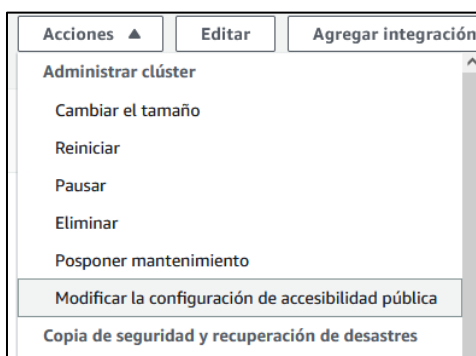 Acciones ▲ Editar Agregar integración
Administrar clúster
Cambiar el tamaño
Reiniciar
Pausar
Eliminar
Posponer mantenimiento
Modificar la configuración de accesibilidad pública
Copia de seguridad y recuperación de desastres